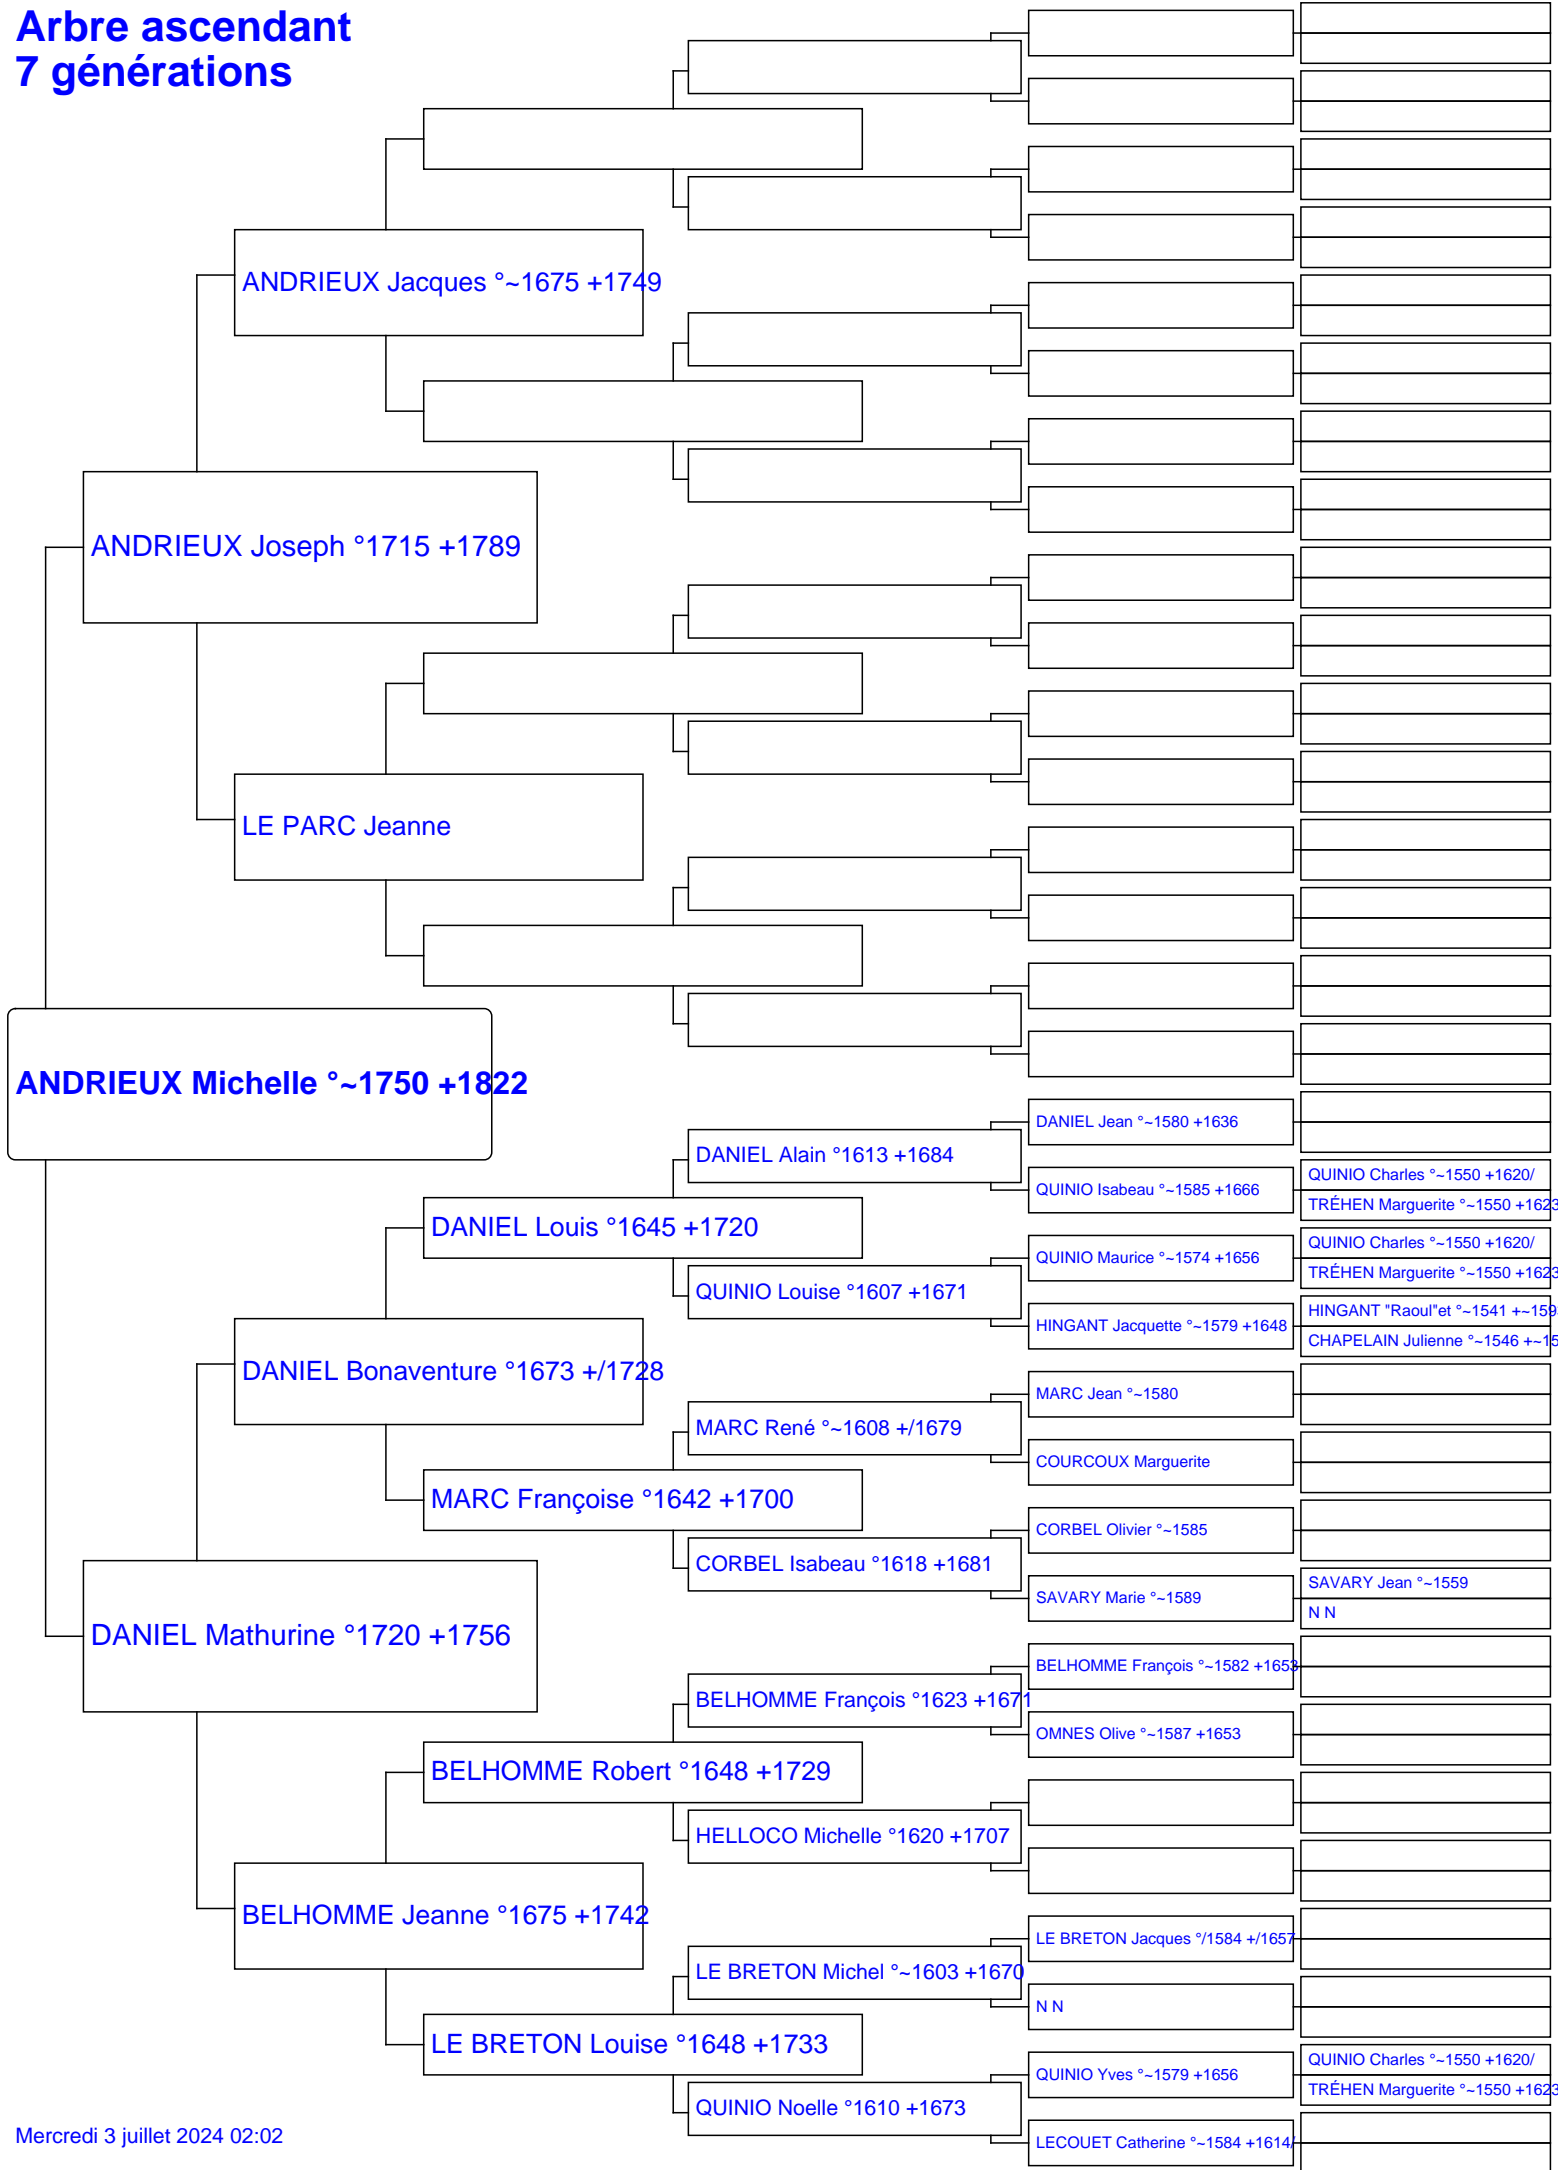 Arbre ascendant
7 générations
ANDRIEUX Jacques °~1675 +1749
ANDRIEUX Joseph °1715 +1789
LE PARC Jeanne
ANDRIEUX Michelle °~1750 +1822
DANIEL Jean °~1580 +1636
DANIEL Alain °1613 +1684
QUINIO Charles °~1550 +1620/
QUINIO Isabeau °~1585 +1666
TRÉHEN Marguerite °~1550 +1623
DANIEL Louis °1645 +1720
QUINIO Charles °~1550 +1620/
QUINIO Maurice °~1574 +1656
TRÉHEN Marguerite °~1550 +1623
QUINIO Louise °1607 +1671
HINGANT "Raoul"et °~1541 +~159
HINGANT Jacquette °~1579 +1648
CHAPELAIN Julienne °~1546 +~15
DANIEL Bonaventure °1673 +/1728
MARC Jean °~1580
MARC René °~1608 +/1679
COURCOUX Marguerite
MARC Françoise °1642 +1700
CORBEL Olivier °~1585
CORBEL Isabeau °1618 +1681
SAVARY Jean °~1559
SAVARY Marie °~1589
N N
DANIEL Mathurine °1720 +1756
BELHOMME François °~1582 +1653
BELHOMME François °1623 +1671
OMNES Olive °~1587 +1653
BELHOMME Robert °1648 +1729
HELLOCO Michelle °1620 +1707
BELHOMME Jeanne °1675 +1742
LE BRETON Jacques °/1584 +/1657
LE BRETON Michel °~1603 +1670
N N
LE BRETON Louise °1648 +1733
QUINIO Charles °~1550 +1620/
QUINIO Yves °~1579 +1656
TRÉHEN Marguerite °~1550 +1623
QUINIO Noelle °1610 +1673
LECOUET Catherine °~1584 +1614/
Mercredi 3 juillet 2024 02:02